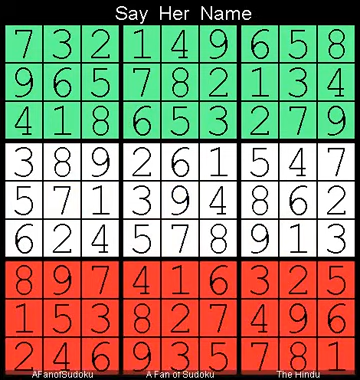 Say Her Name
7 3 2 1 4 9 6 5 8
9 6 5 7 8 2 1 3 4
4 1 8 6 5 3 2 7 9
3 8 9 2 6 1 5 4 7
5 7 1 3 9 4 8 6 2
6 2 4 5 7 8 9 1 3
8 9 7 4 1 6 3 2 5
1 5 3 8 2 7 4 9 6
2 4 6 9 3 5 7 8 1
AFanofSudoku A Fan of Sudoku The Hindu